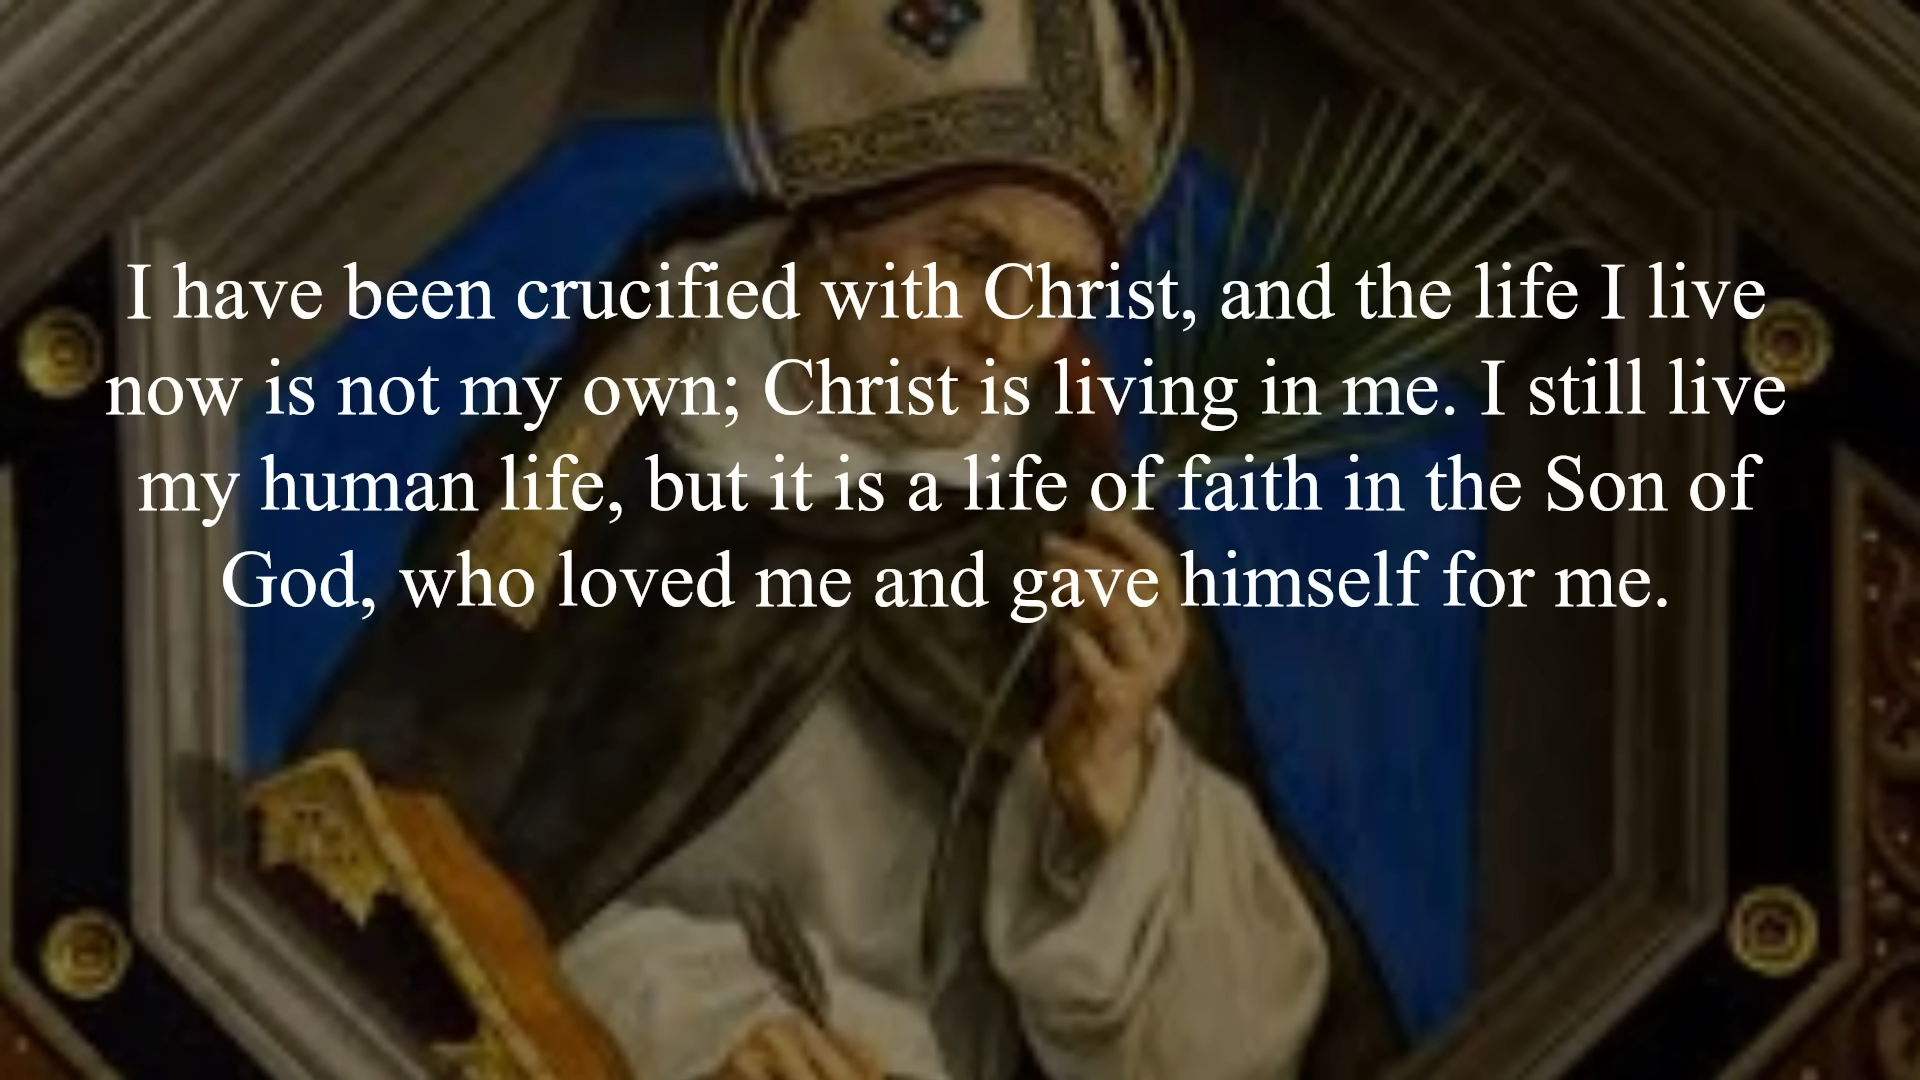 I have been crucified with Christ, and the life I live
now is not my own; Christ is living in me. I still live
my human life, but it is a life of faith in the Son of
God, who loved me and gave himself for me.